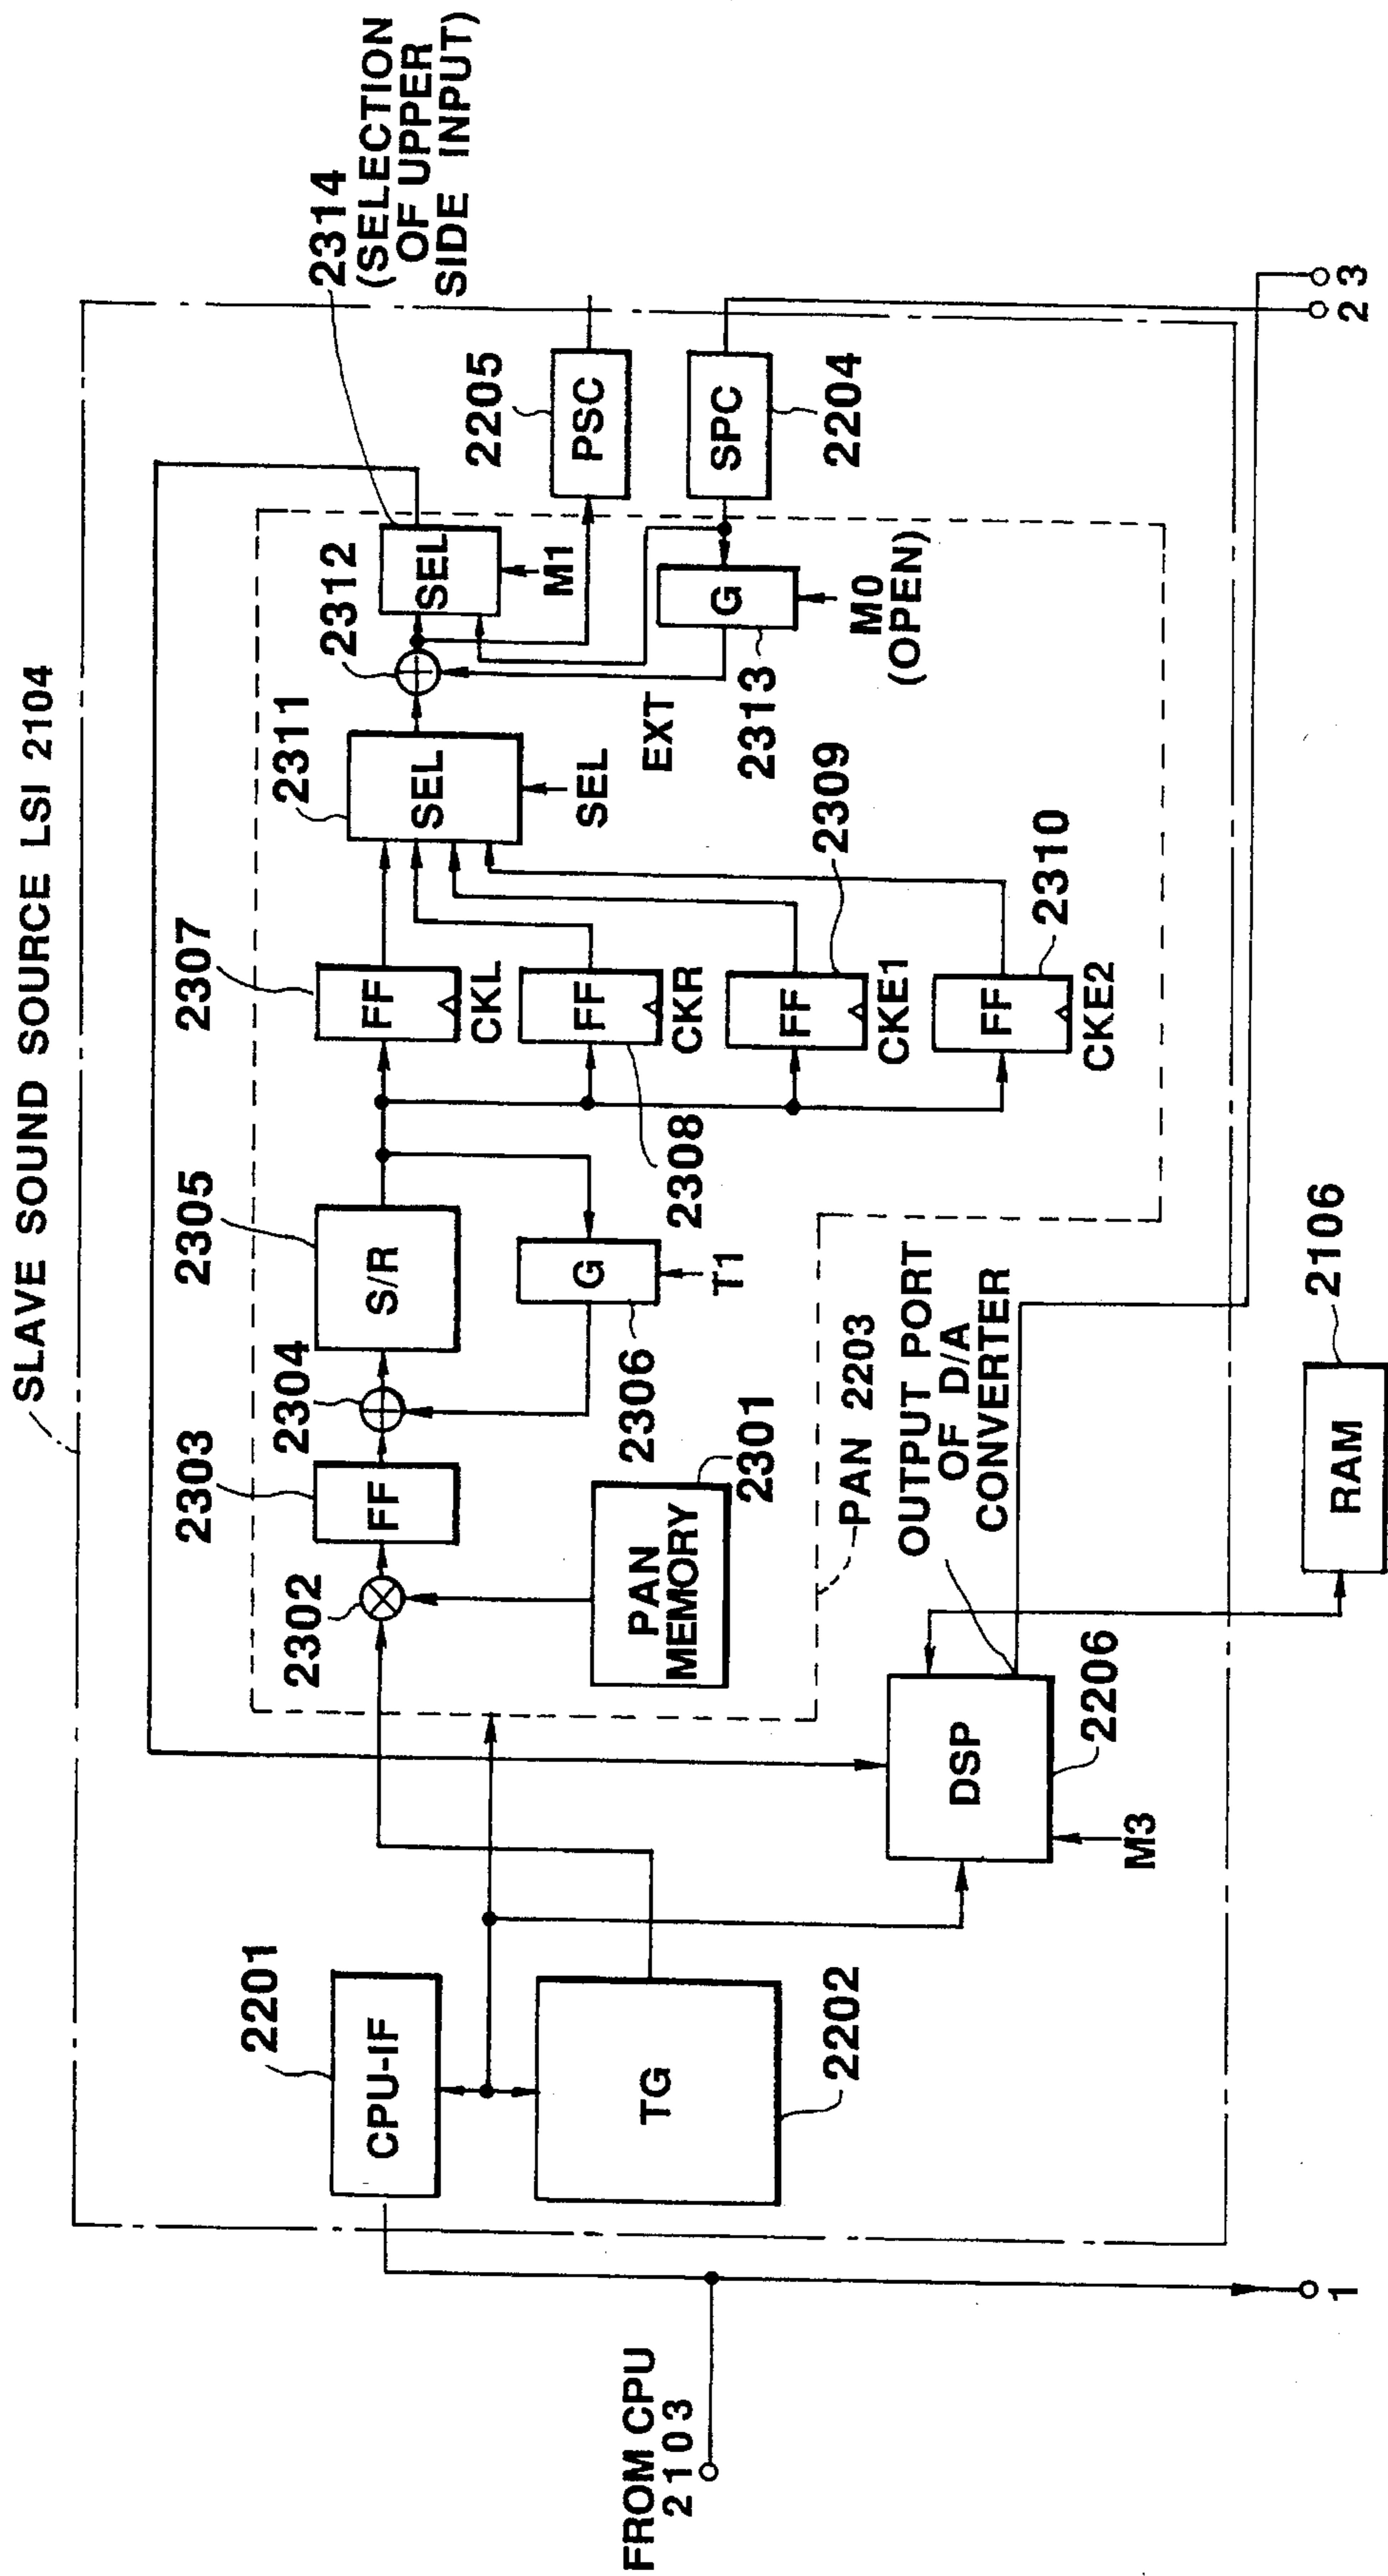 SLAVE SOUND SOURCE LSI 2104
2314
(SELECTION
OF UPPER
SIDE INPUT)
2312
SEL
M1
2205
PSC
SPC
2204
G
M0
(OPEN)
2313
EXT
2311
SEL
SEL
2307
FF
CKL
FF
CKR
2308
2309
FF
CKE1
2310
FF
CKE2
2305
S/R
G
T1
2306
2304
2303
FF
2302
PAN
MEMORY
2301
PAN 2203
OUTPUT PORT
OF D/A
CONVERTER
DSP
2206
M3
RAM
2106
2201
CPU-IF
TG
2202
FROM CPU
2103
1
2
3